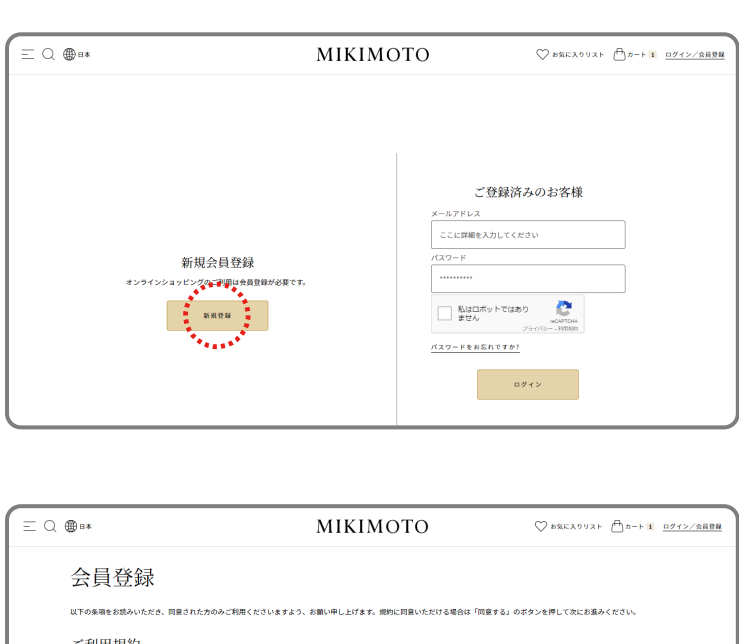 日本
MIKIMOTO
お気に入りリスト
カート 1
ログイン／会員登録
新規会員登録
オンラインショッピングのご利用は会員登録が必要です。
新規登録
ご登録済みのお客様
メールアドレス
ここに詳細を入力してください
パスワード
**********
私はロボットではあり
ません
reCAPTCHA
プライバシー - 利用規約
パスワードをお忘れですか?
ログイン
日本
MIKIMOTO
お気に入りリスト
カート 1
ログイン／会員登録
会員登録
以下の条項をお読みいただき、同意された方のみご利用くださいますよう、お願い申し上げます。規約に同意いただける場合は「同意する」のボタンを押して次にお進みください。
ご利用規約